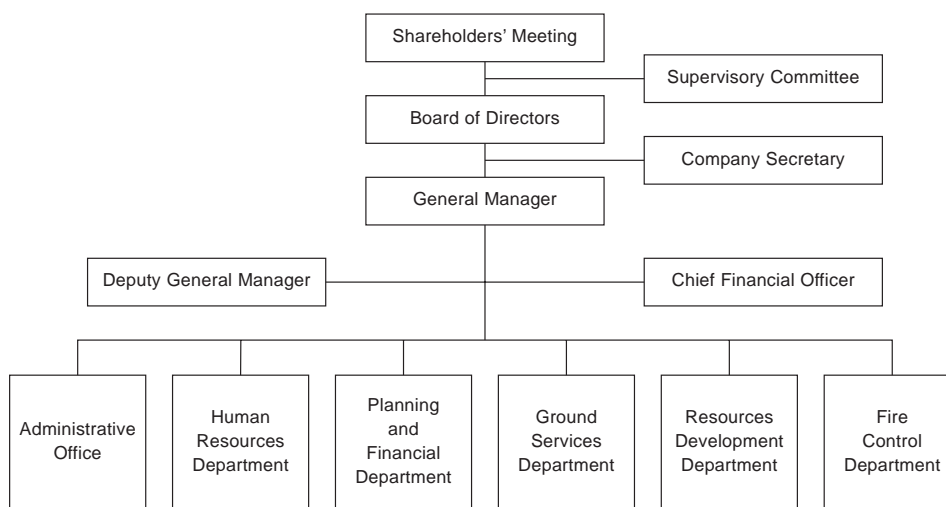 Shareholders' Meeting
Supervisory Committee
Board of Directors
Company Secretary
General Manager
Deputy General Manager
Chief Financial Officer
Administrative
Office
Human
Resources
Department
Planning
and
Financial
Department
Ground
Services
Department
Resources
Development
Department
Fire
Control
Department